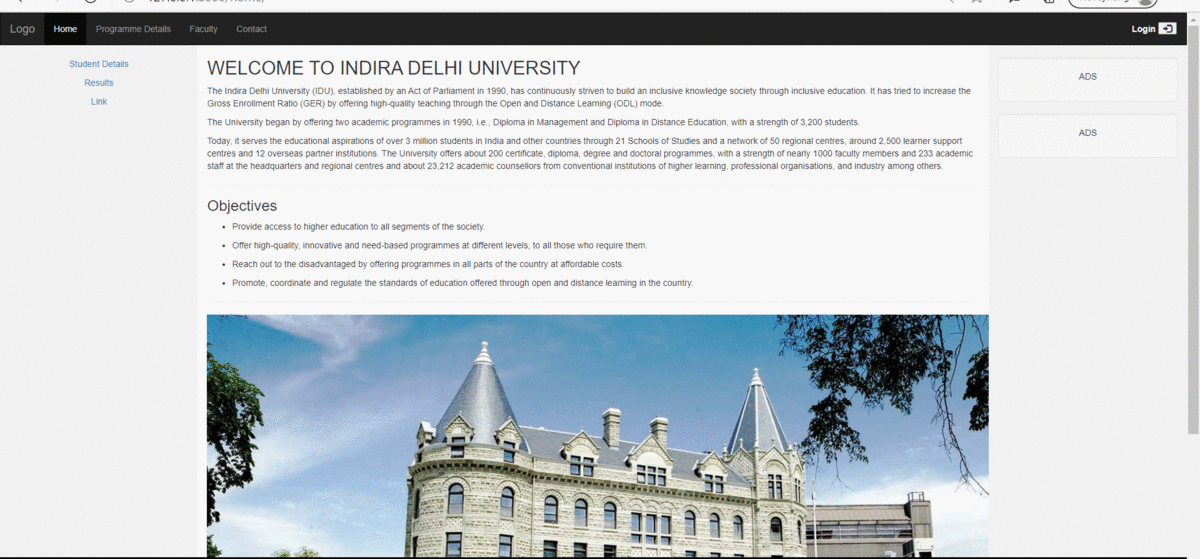 Logo
Home
Programme Details
Faculty
Contact
Login
Student Details
Results
Link
WELCOME TO INDIRA DELHI UNIVERSITY
The Indira Delhi University (IDU), established by an Act of Parliament in 1990, has continuously striven to build an inclusive knowledge society through inclusive education. It has tried to increase the
Gross Enrollment Ratio (GER) by offering high-quality teaching through the Open and Distance Learning (ODL) mode.
The University began by offering two academic programmes in 1990, i.e., Diploma in Management and Diploma in Distance Education, with a strength of 3,200 students.
Today, it serves the educational aspirations of over 3 million students in India and other countries through 21 Schools of Studies and a network of 50 regional centres, around 2,500 learner support
centres and 12 overseas partner institutions. The University offers about 200 certificate, diploma, degree and doctoral programmes, with a strength of nearly 1000 faculty members and 233 academic
staff at the headquarters and regional centres and about 23,212 academic counsellors from conventional institutions of higher learning, professional organisations, and industry among others.
Objectives
• Provide access to higher education to all segments of the society.
• Offer high-quality, innovative and need-based programmes at different levels, to all those who require them.
• Reach out to the disadvantaged by offering programmes in all parts of the country at affordable costs.
• Promote, coordinate and regulate the standards of education offered through open and distance learning in the country.
ADS
ADS